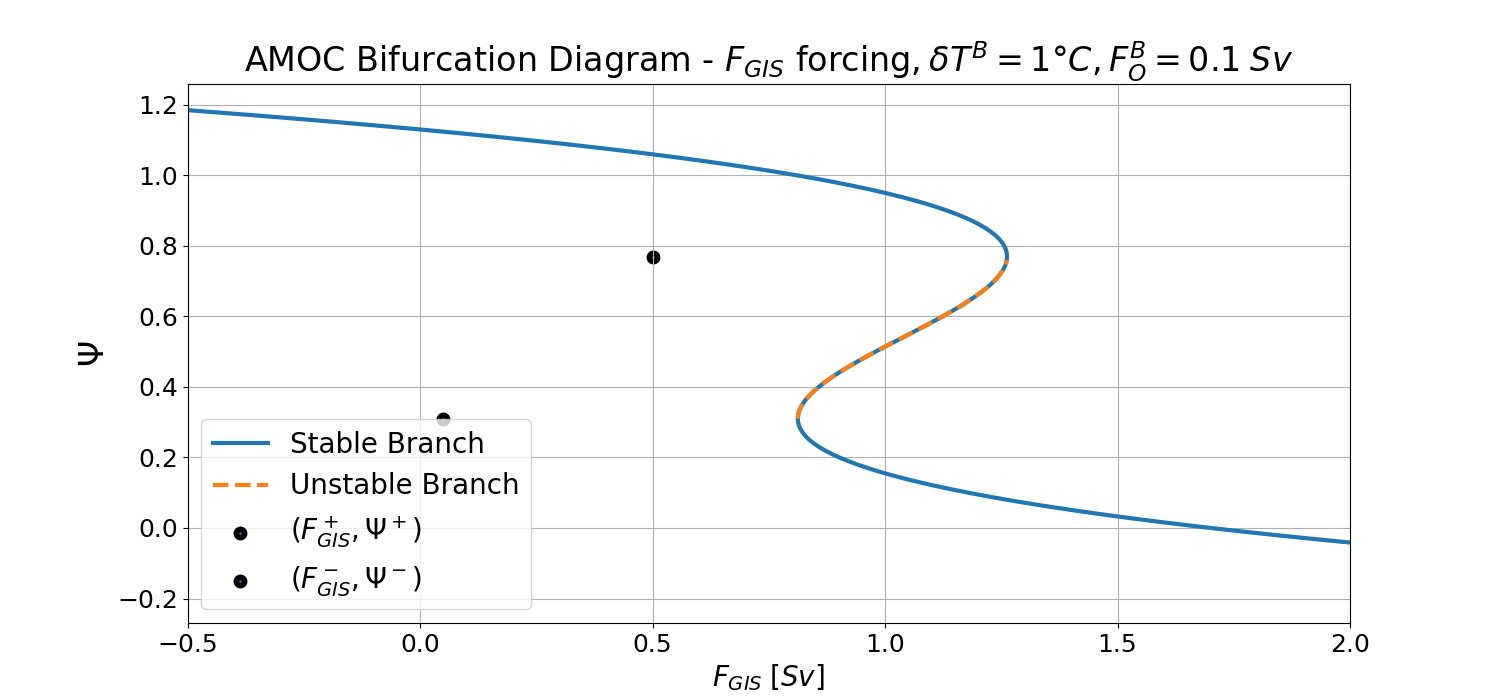 AMOC Bifurcation Diagram - $F_{GIS}$ forcing, $\delta T^B = 1°C, F_O^B = 0.1\ Sv$
1.2
1.0
0.8
0.6
0.4
0.2
0.0
−0.2
Ψ
Stable Branch
Unstable Branch
$(F_{GIS}^+, \Psi^+)$
$(F_{GIS}^-, \Psi^-)$
−0.5 0.0 0.5 1.0 1.5 2.0
$F_{GIS}\ [Sv]$